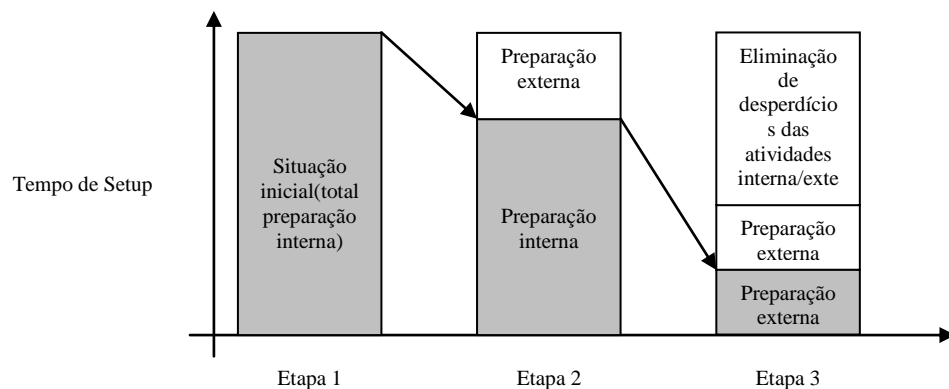 Tempo de Setup
Situação
inicial(total
preparação
interna)
Preparação
externa
Preparação
interna
Eliminação
de
desperdício
s das
atividades
interna/exte
Preparação
externa
Preparação
externa
Etapa 1
Etapa 2
Etapa 3